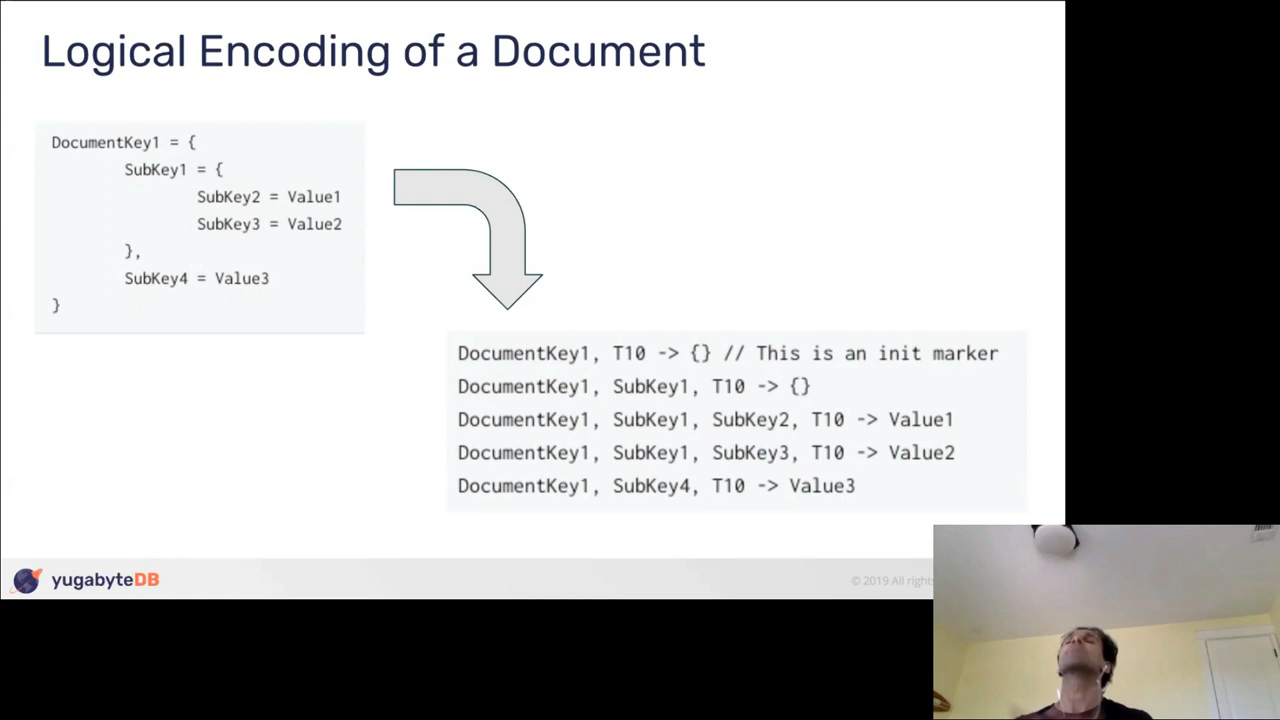 Logical Encoding of a Document
DocumentKey1 = {
SubKey1 = {
SubKey2 = Value1
SubKey3 = Value2
},
SubKey4 = Value3
}
DocumentKey1, T10 -> {} // This is an init marker
DocumentKey1, SubKey1, T10 -> {}
DocumentKey1, SubKey1, SubKey2, T10 -> Value1
DocumentKey1, SubKey1, SubKey3, T10 -> Value2
DocumentKey1, SubKey4, T10 -> Value3
yugabyteDB
© 2019 All rights